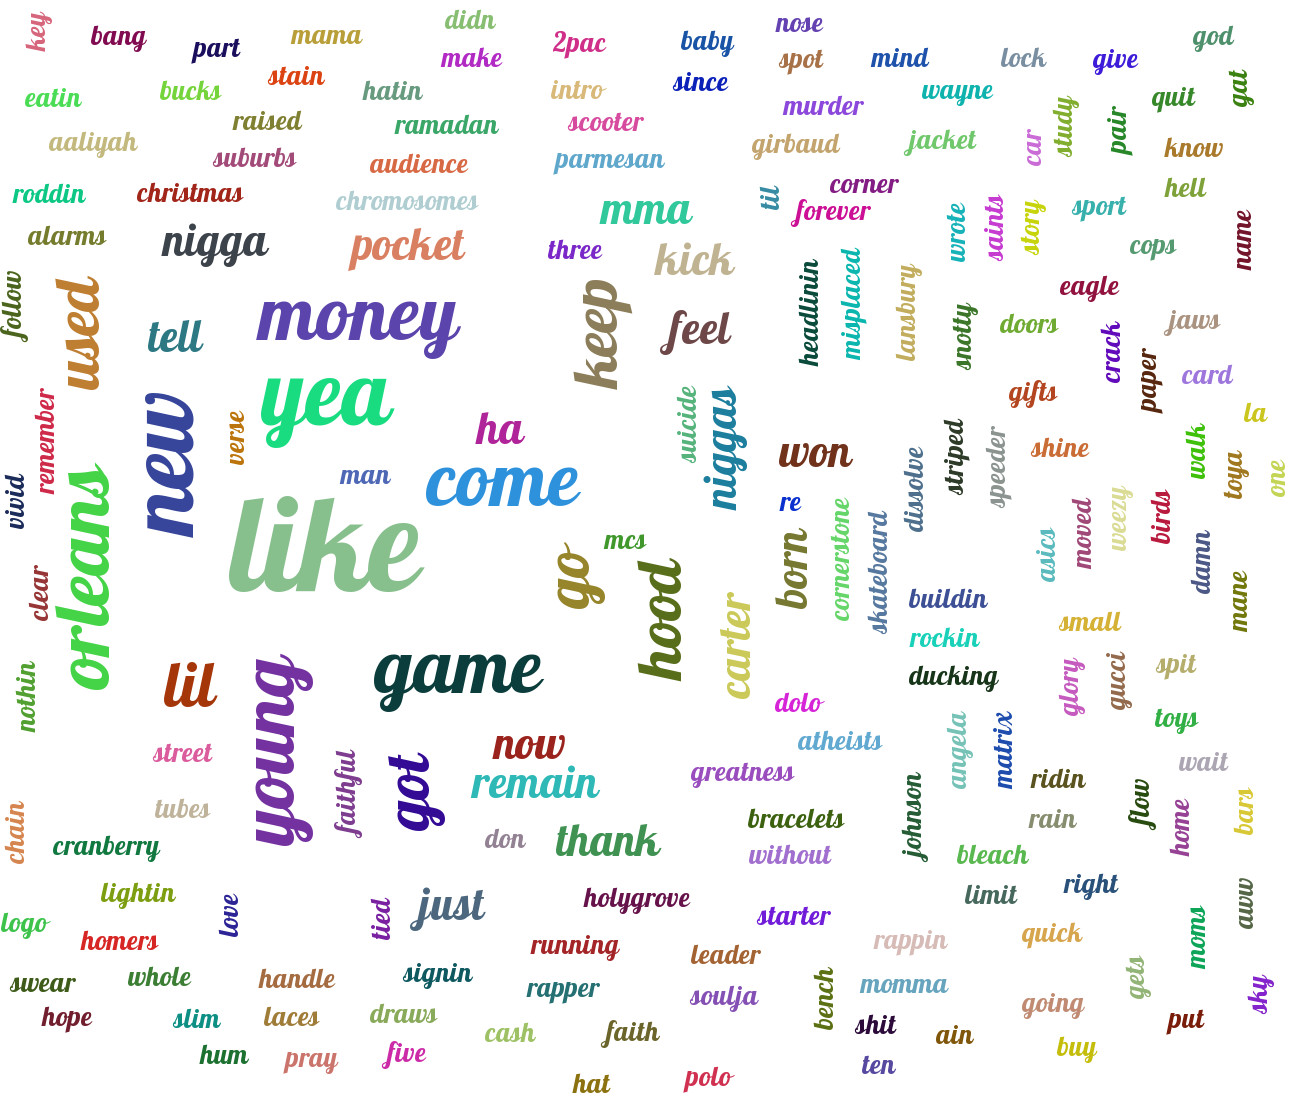 key
bang
part
mama
didn
make
2pac
baby
nose
spot
mind
lock
give
god
eatin
bucks
stain
hatin
intro
since
murder
wayne
quit
gat
aaliyah
raised
suburbs
ramadan
audience
scooter
parmesan
girbaud
jacket
car
study
pair
know
roddin
christmas
chromosomes
mma
til
corner
forever
wrote
saints
story
sport
hell
alarms
nigga
pocket
three
kick
cops
name
follow
used
tell
money
keep
feel
headlinin
misplaced
lansbury
snotty
doors
eagle
crack
paper
jaws
remember
new
verse
yea
ha
suicide
niggas
won
gifts
card
la
vivid
orleans
man
come
like
re
dissolve
striped
speeder
shine
walk
toya
one
clear
go
mcs
hood
born
cornerstone
skateboard
asics
moved
weezy
birds
damn
mane
carter
buildin
rockin
ducking
small
nothin
lil
young
game
dolo
glory
gucci
spit
toys
street
faithful
got
now
remain
atheists
greatness
angela
matrix
wait
chain
tubes
cranberry
don
thank
bracelets
without
johnson
ridin
rain
bleach
flow
home
bars
lightin
love
tied
just
holygrove
starter
limit
right
aww
logo
homers
running
leader
rappin
quick
moms
swear
whole
handle
signin
rapper
soulja
bench
momma
going
gets
sky
hope
slim
laces
draws
cash
faith
shit
ain
put
hum
pray
five
hat
polo
ten
buy